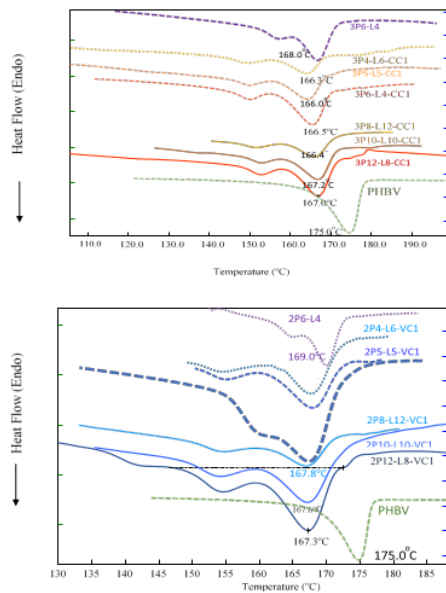 3P6-L4
168.0°C
3P4-L6-CC1
166.3°C
3P5-L5-CC1
166.0°C
3P6-L4-CC1
166.5°C
3P8-L12-CC1
166.4
3P10-L10-CC1
167.2°C
3P12-L8-CC1
167.0°C
PHBV
175.0°C
Heat Flow (Endo)
110.0 120.0 130.0 140.0 150.0 160.0 170.0 180.0 190.0
Temperature (°C)
2P6-L4
2P4-L6-VC1
169.0°C
2P5-L5-VC1
2P8-L12-VC1
2P10-L10-VC1
167.8°C
2P12-L8-VC1
167.6°C
PHBV
167.3°C
175.0°C
Heat Flow (Endo)
130 135 140 145 150 155 160 165 170 175 180 185
Temperature (°C)